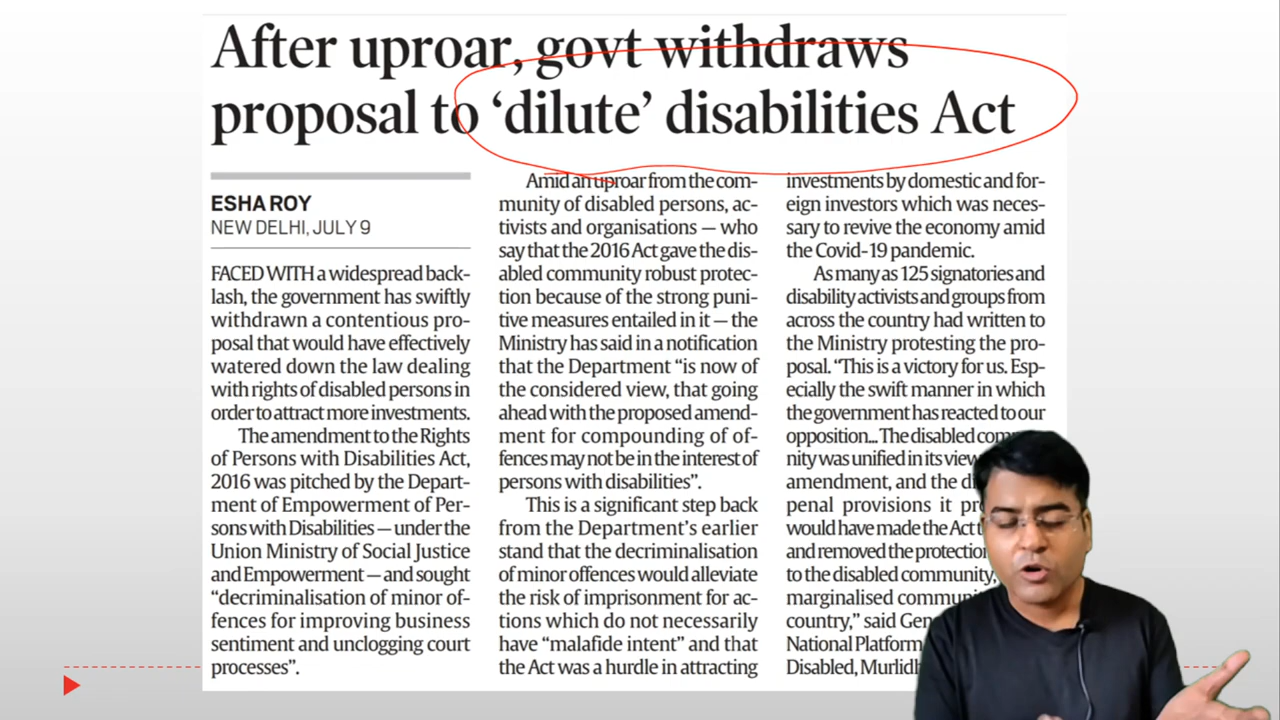 After uproar, govt withdraws
proposal to ‘dilute’ disabilities Act
ESHA ROY
NEW DELHI, JULY 9
FACED WITH a widespread back-
lash, the government has swiftly
withdrawn a contentious pro-
posal that would have effectively
watered down the law dealing
with rights of disabled persons in
order to attract more investments.
The amendment to the Rights
of Persons with Disabilities Act,
2016 was pitched by the Depart-
ment of Empowerment of Per-
sons with Disabilities — under the
Union Ministry of Social Justice
and Empowerment — and sought
“decriminalisation of minor of-
fences for improving business
sentiment and unclogging court
processes”.
Amid an uproar from the com-
munity of disabled persons, ac-
tivists and organisations — who
say that the 2016 Act gave the dis-
abled community robust protec-
tion because of the strong puni-
tive measures entailed in it — the
Ministry has said in a notification
that the Department “is now of
the considered view, that going
ahead with the proposed amend-
ment for compounding of of-
fences may not be in the interest of
persons with disabilities”.
This is a significant step back
from the Department’s earlier
stand that the decriminalisation
of minor offences would alleviate
the risk of imprisonment for ac-
tions which do not necessarily
have “malafide intent” and that
the Act was a hurdle in attracting
investments by domestic and for-
eign investors which was neces-
sary to revive the economy amid
the Covid-19 pandemic.
As many as 125 signatories and
disability activists and groups from
across the country had written to
the Ministry protesting the pro-
posal. “This is a victory for us. Esp-
ecially the swift manner in which
the government has reacted to our
opposition... The disabled
nity was unified in its view
amendment, and the
penal provisions it
would have made the Act
and removed the
to the disabled community,
marginalised
country,” said
National Platform
Disabled,